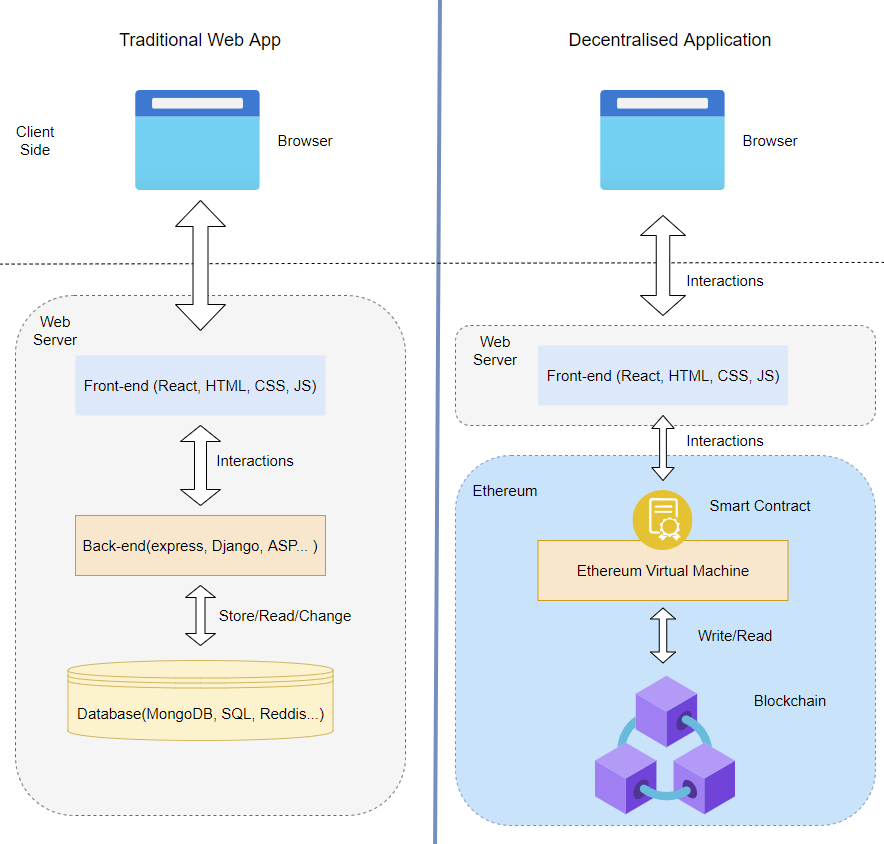 Traditional Web App
Client
Side
Browser
Web
Server
Front-end (React, HTML, CSS, JS)
Interactions
Back-end(express, Django, ASP... )
Store/Read/Change
Database(MongoDB, SQL, Reddis...)
Decentralised Application
Browser
Interactions
Web
Server
Front-end (React, HTML, CSS, JS)
Interactions
Ethereum
Smart Contract
Ethereum Virtual Machine
Write/Read
Blockchain